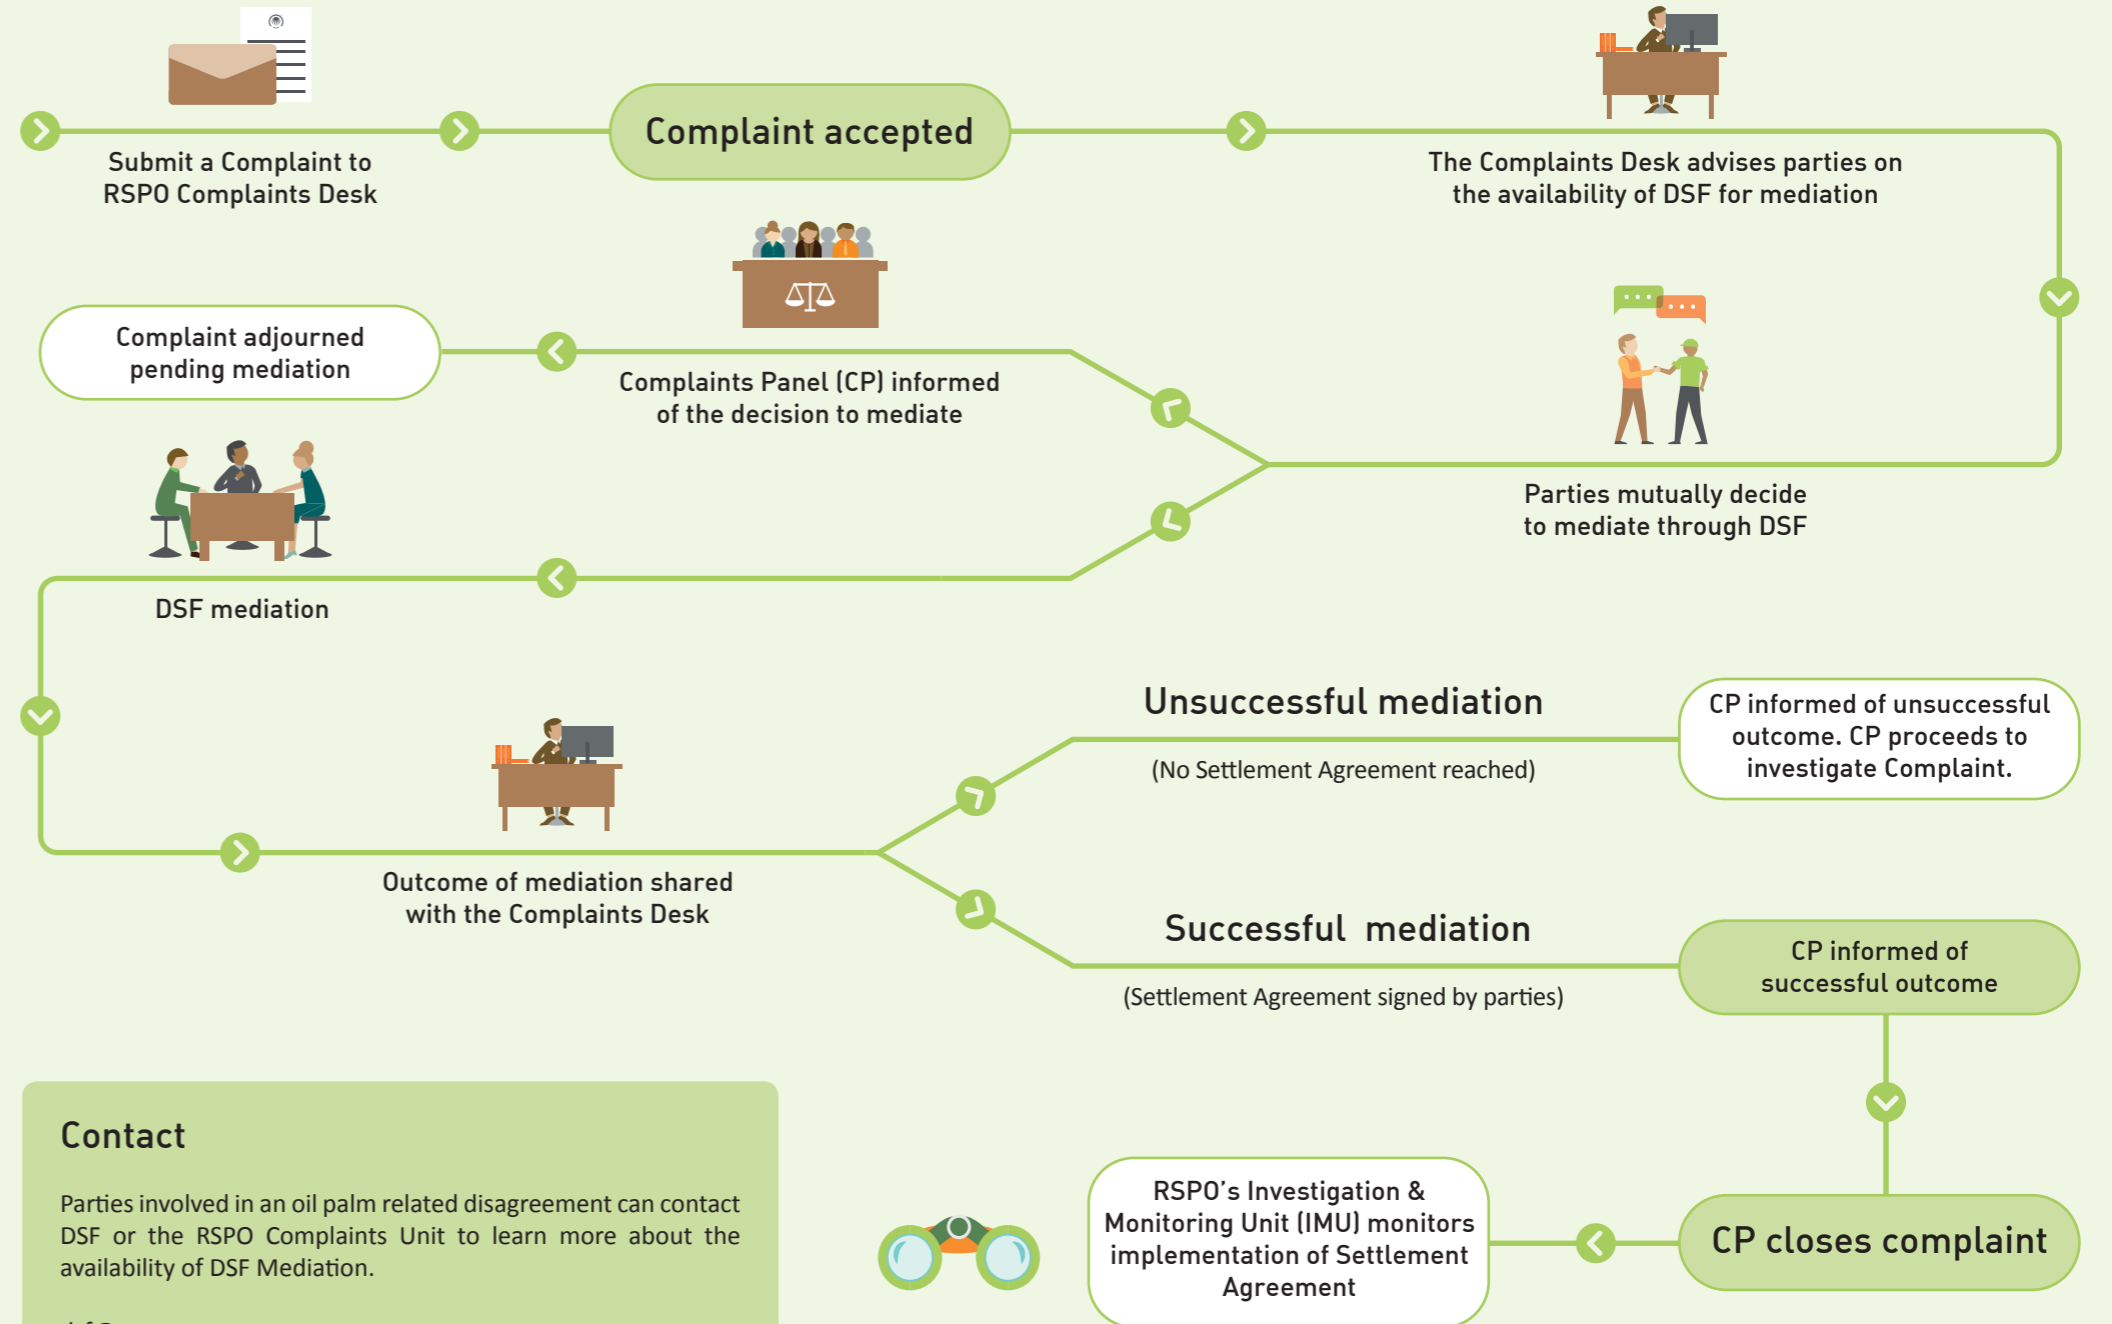 Submit a Complaint to
RSPO Complaints Desk
Complaint accepted
The Complaints Desk advises parties on
the availability of DSF for mediation
Parties mutually decide
to mediate through DSF
Complaints Panel (CP) informed
of the decision to mediate
Complaint adjourned
pending mediation
DSF mediation
Outcome of mediation shared
with the Complaints Desk
Unsuccessful mediation
(No Settlement Agreement reached)
CP informed of unsuccessful
outcome. CP proceeds to
investigate Complaint.
Successful mediation
(Settlement Agreement signed by parties)
CP informed of
successful outcome
CP closes complaint
RSPO’s Investigation &
Monitoring Unit (IMU) monitors
implementation of Settlement
Agreement
Contact
Parties involved in an oil palm related disagreement can contact
DSF or the RSPO Complaints Unit to learn more about the
availability of DSF Mediation.